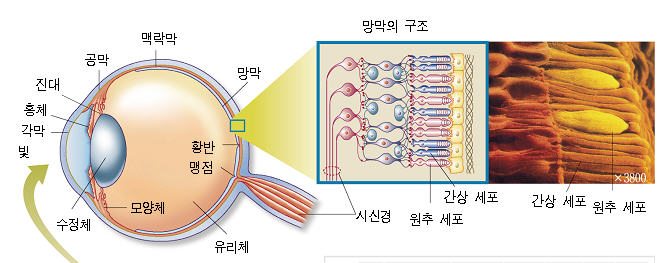 망막의 구조
맥락막
공막
망막
진대
홍체
각막
빛
황반
맹점
수정체
모양체
유리체
시신경
간상 세포
원추 세포
×3800
간상 세포
원추 세포